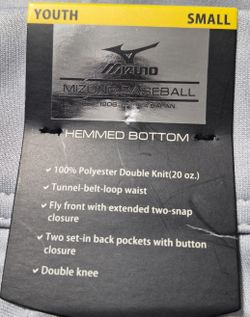 YOUTH SMALL
MIZUNO
MIZUNO BASEBALL
HEMMED BOTTOM
✓ 100% Polyester Double Knit(20 oz.)
✓ Tunnel-belt-loop waist
✓ Fly front with extended two-snap
closure
✓ Two set-in back pockets with button
closure
✓ Double knee